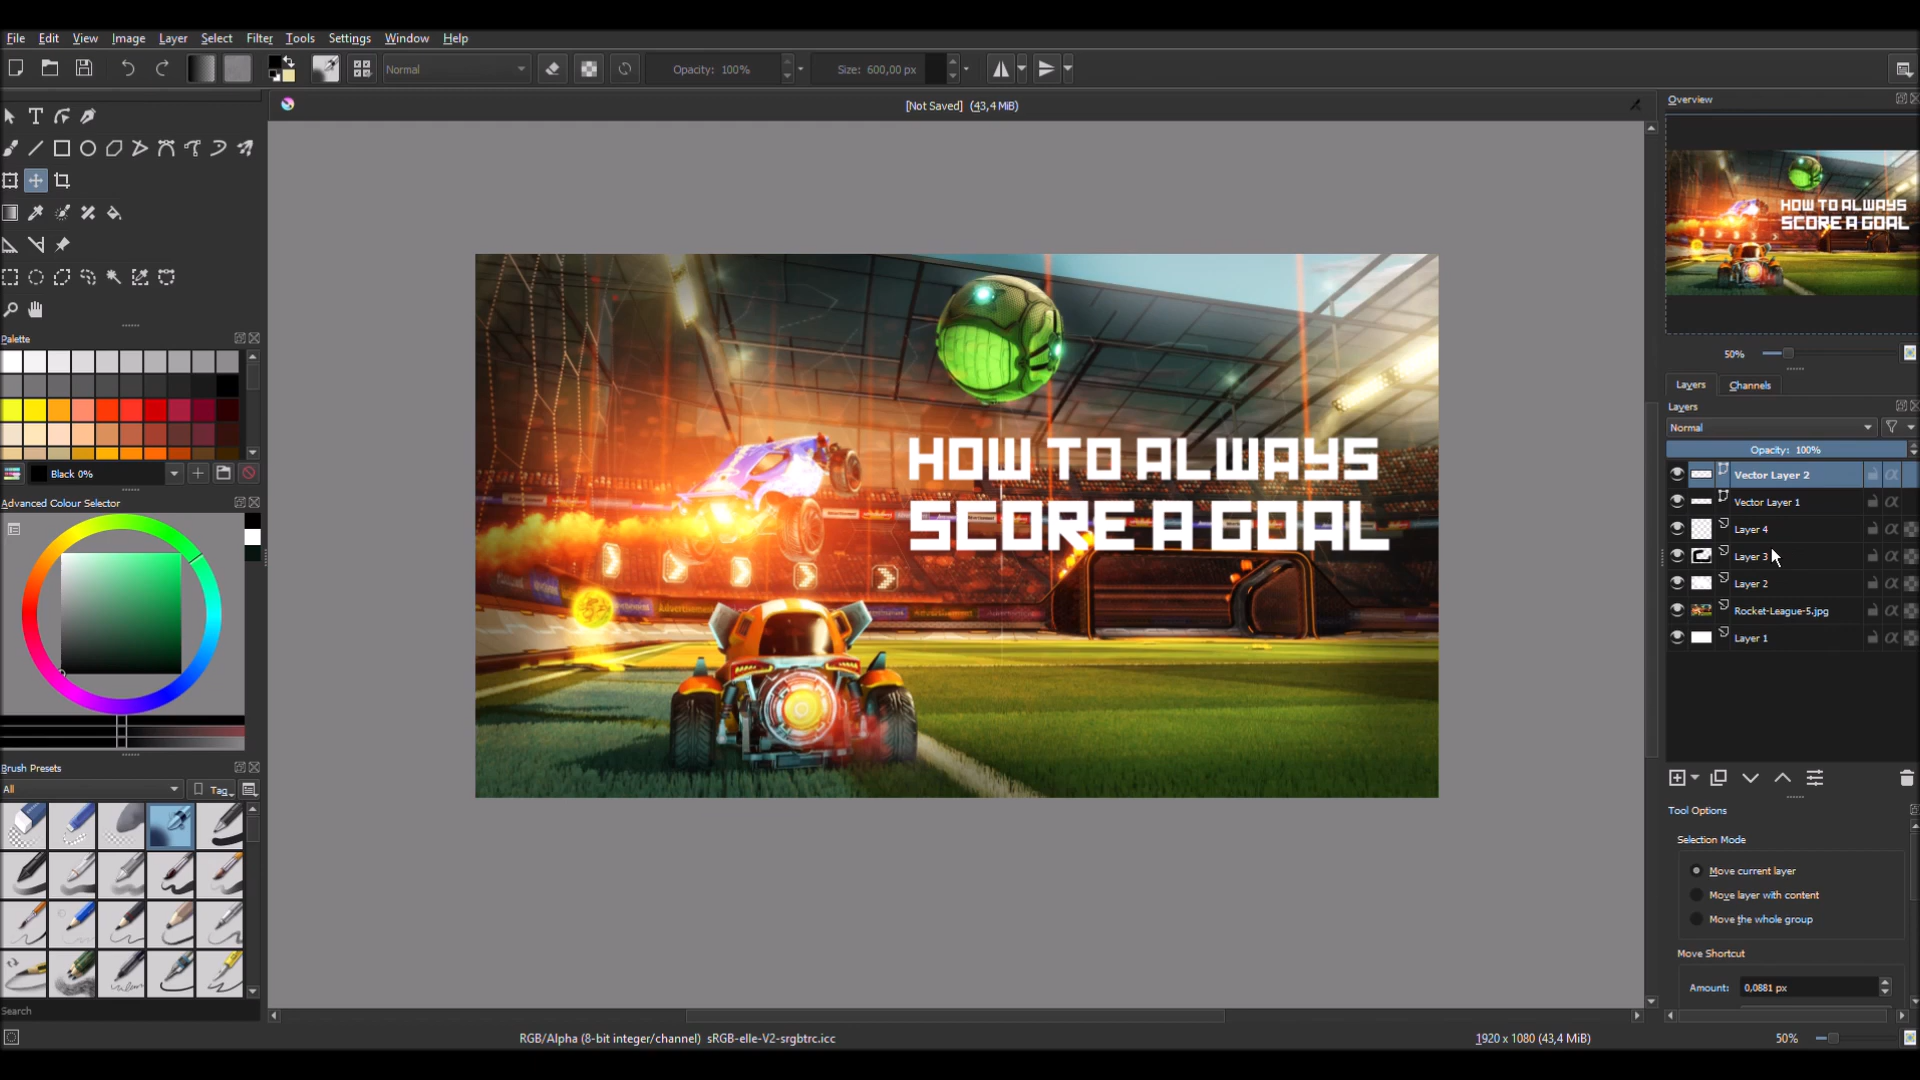 File Edit View Image Layer Select Filter Tools Settings Window Help
Normal
Opacity: 100%
Size: 600,00 px
[Not Saved] (43,4 MiB)
Overview
HOW TO ALWAYS
SCORE A GOAL
50%
Palette
Black 0%
Advanced Colour Selector
Brush Presets
All
Tag
Search
HOW TO ALWAYS
SCORE A GOAL
Layers Channels
Layers
Normal
Opacity: 100%
Vector Layer 2
Vector Layer 1
Layer 4
Layer 3
Layer 2
Rocket-League-5.jpg
Layer 1
Tool Options
Selection Mode
Move current layer
Move layer with content
Move the whole group
Move Shortcut
Amount: 0,0881 px
RGB/Alpha (8-bit integer/channel) sRGB-elle-V2-srgbtrc.icc
1920 x 1080 (43,4 MiB)
50%